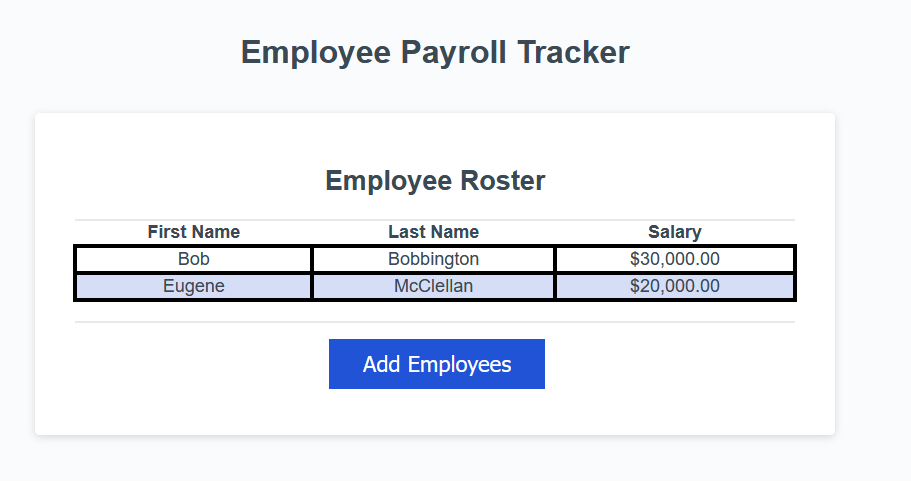 Employee Payroll Tracker
Employee Roster
First Name Last Name Salary
Bob Bobbington $30,000.00
Eugene McClellan $20,000.00
Add Employees